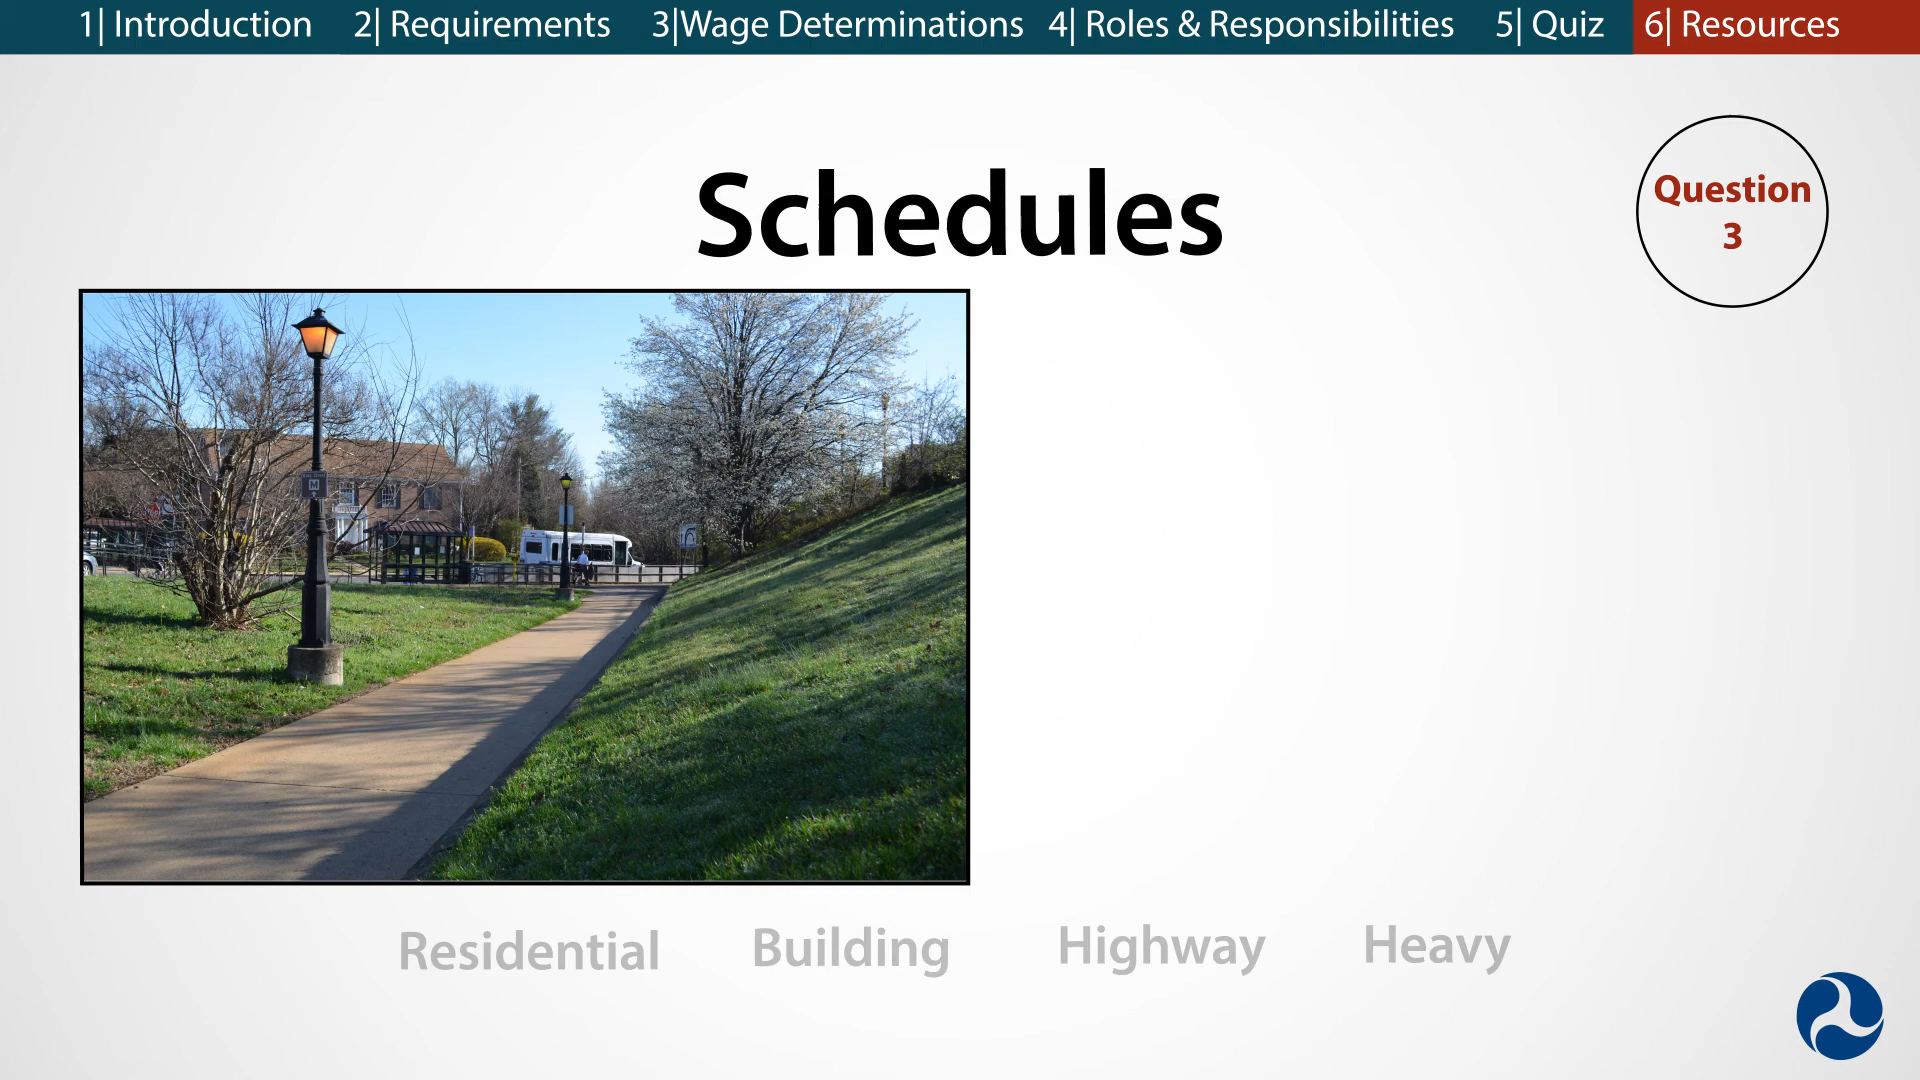 1| Introduction 2| Requirements 3|Wage Determinations 4| Roles & Responsibilities 5| Quiz 6| Resources
Schedules
Question
3
M
Residential Building Highway Heavy